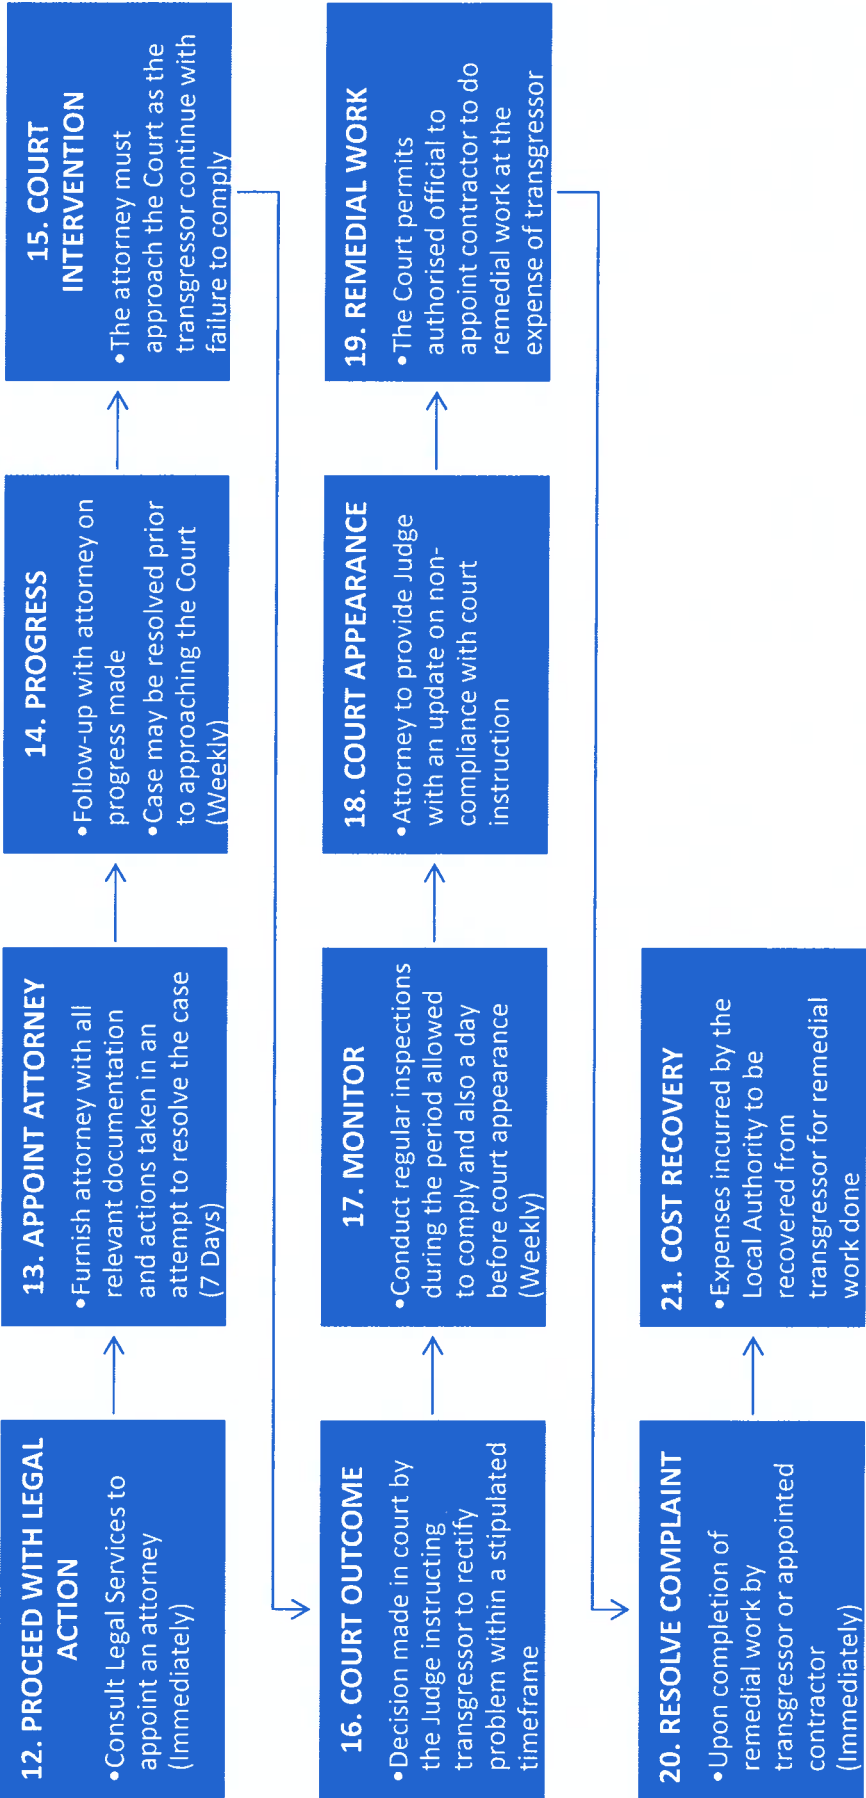 12. PROCEED WITH LEGAL
ACTION
•Consult Legal Services to
appoint an attorney
(Immediately)
13. APPOINT ATTORNEY
•Furnish attorney with all
relevant documentation
and actions taken in an
attempt to resolve the case
(7 Days)
14. PROGRESS
•Follow-up with attorney on
progress made
•Case may be resolved prior
to approaching the Court
(Weekly)
15. COURT
INTERVENTION
•The attorney must
approach the Court as the
transgressor continue with
failure to comply
16. COURT OUTCOME
•Decision made in court by
the Judge instructing
transgressor to rectify
problem within a stipulated
timeframe
17. MONITOR
•Conduct regular inspections
during the period allowed
to comply and also a day
before court appearance
(Weekly)
18. COURT APPEARANCE
•Attorney to provide Judge
with an update on non-
compliance with court
instruction
19. REMEDIAL WORK
•The Court permits
authorised official to
appoint contractor to do
remedial work at the
expense of transgressor
20. RESOLVE COMPLAINT
•Upon completion of
remedial work by
transgressor or appointed
contractor
(Immediately)
21. COST RECOVERY
•Expenses incurred by the
Local Authority to be
recovered from
transgressor for remedial
work done